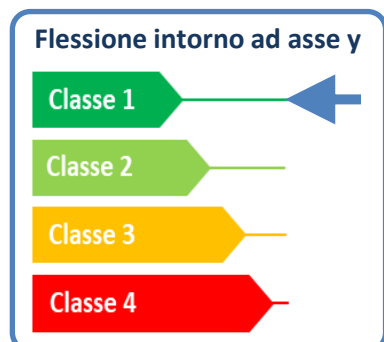 Flessione intorno ad asse y
Classe 1
Classe 2
Classe 3
Classe 4